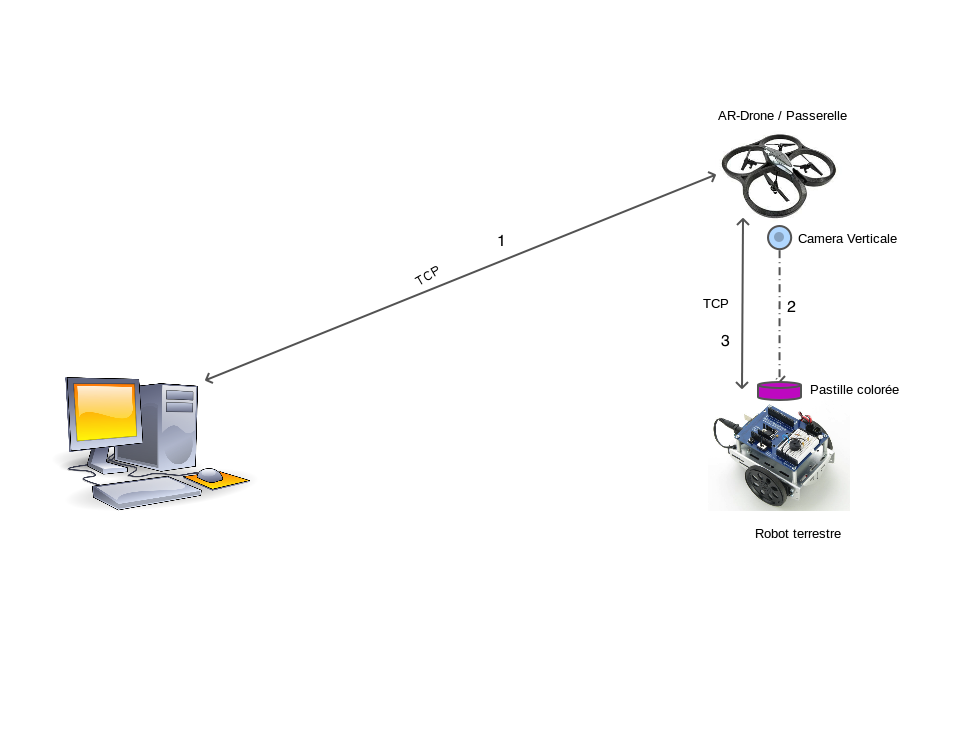 AR-Drone / Passerelle
Camera Verticale
1
TCP
TCP
2
3
Pastille colorée
Robot terrestre